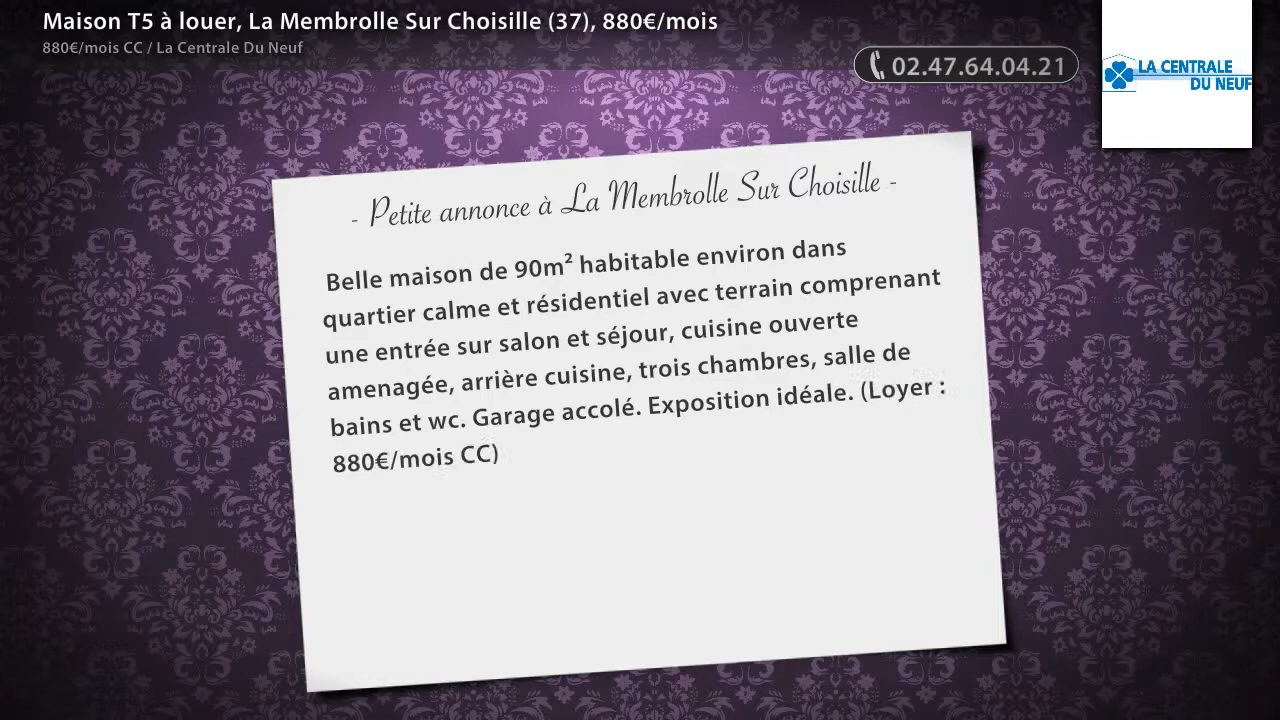 Maison T5 à louer, La Membrolle Sur Choisille (37), 880€/mois
880€/mois CC / La Centrale Du Neuf
02.47.64.04.21
LA CENTRALE
DU NEUF
- Petite annonce à La Membrolle Sur Choisille -
Belle maison de 90m² habitable environ dans
quartier calme et résidentiel avec terrain comprenant
une entrée sur salon et séjour, cuisine ouverte
amenagée, arrière cuisine, trois chambres, salle de
bains et wc. Garage accolé. Exposition idéale. (Loyer :
880€/mois CC)